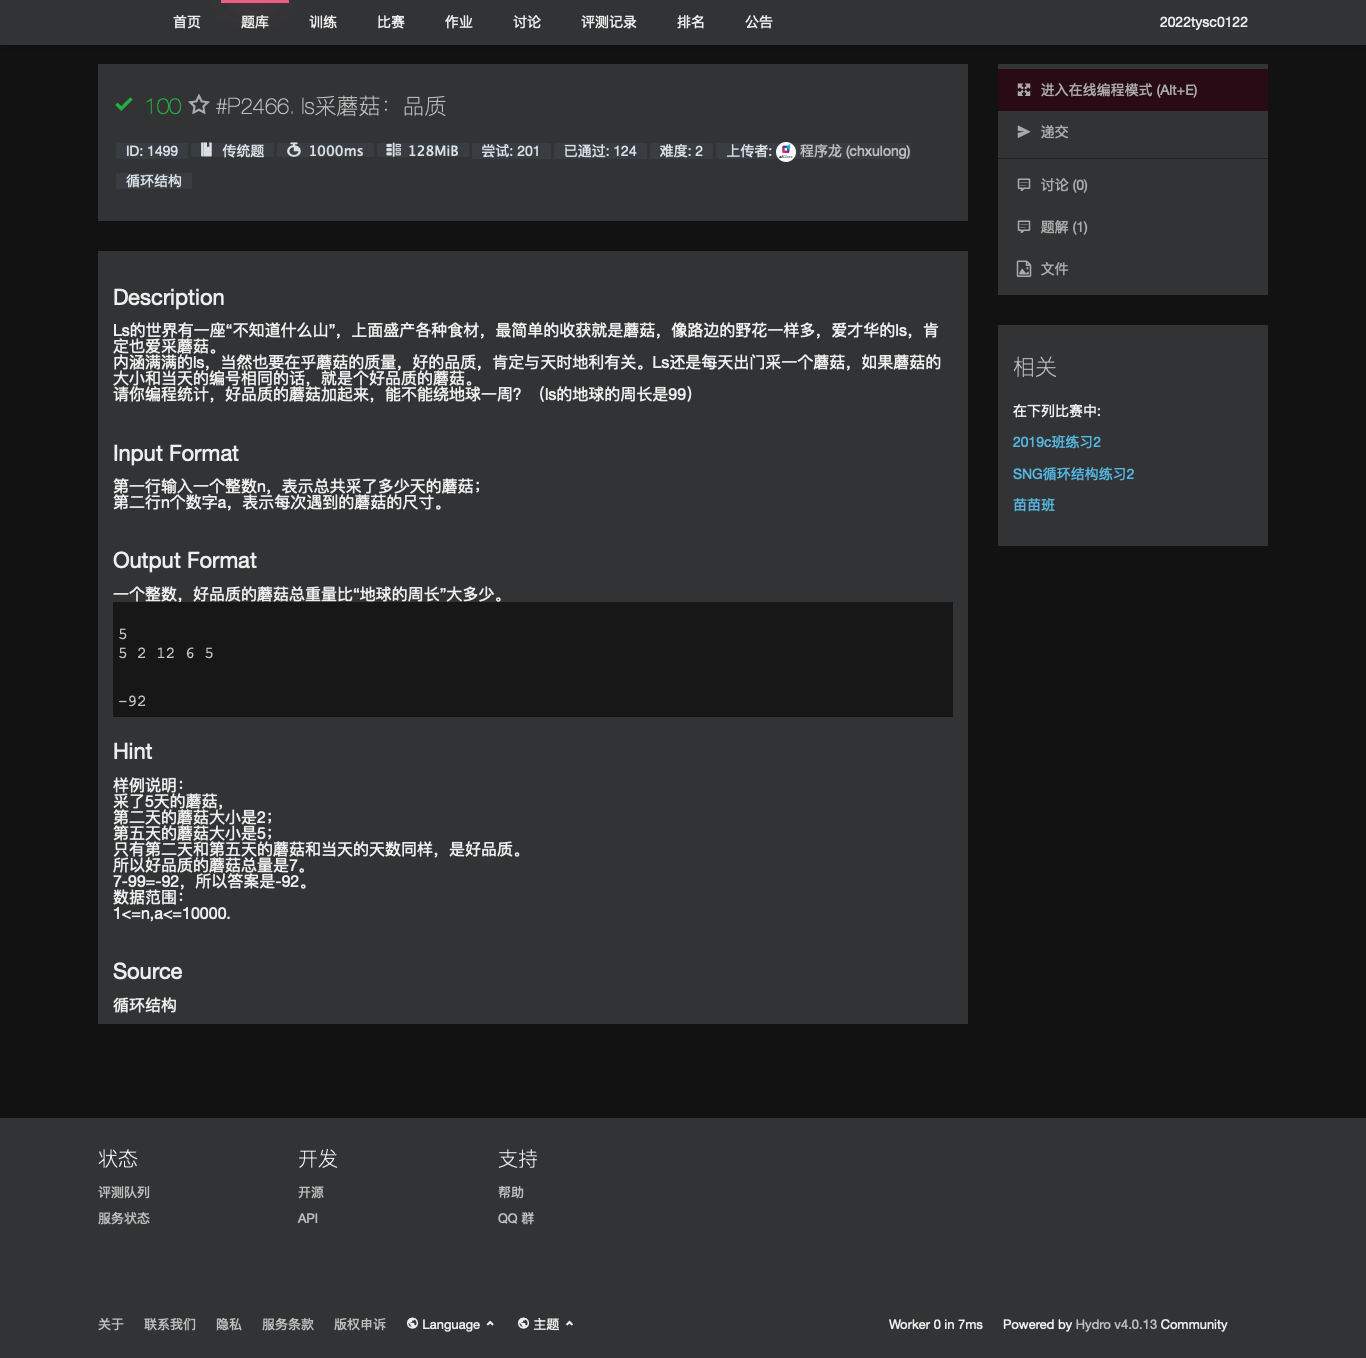 首页 题库 训练 比赛 作业 讨论 评测记录 排名 公告 2022tysc0122
100 #P2466. ls采蘑菇：品质
ID: 1499 传统题 1000ms 128MiB 尝试: 201 已通过: 124 难度: 2 上传者: 程序龙 (chxulong)
循环结构
进入在线编程模式 (Alt+E)
递交
讨论 (0)
题解 (1)
文件
Description
Ls的世界有一座“不知道什么山”，上面盛产各种食材，最简单的收获就是蘑菇，像路边的野花一样多，爱才华的ls，肯
定也爱采蘑菇。
内涵满满的ls，当然也要在乎蘑菇的质量，好的品质，肯定与天时地利有关。Ls还是每天出门采一个蘑菇，如果蘑菇的
大小和当天的编号相同的话，就是个好品质的蘑菇。
请你编程统计，好品质的蘑菇加起来，能不能绕地球一周？（ls的地球的周长是99）
Input Format
第一行输入一个整数n，表示总共采了多少天的蘑菇；
第二行n个数字a，表示每次遇到的蘑菇的尺寸。
Output Format
一个整数，好品质的蘑菇总重量比“地球的周长”大多少。
5
5 2 12 6 5
-92
Hint
样例说明：
采了5天的蘑菇，
第二天的蘑菇大小是2；
第五天的蘑菇大小是5；
只有第二天和第五天的蘑菇和当天的天数同样，是好品质。
所以好品质的蘑菇总量是7。
7-99=-92，所以答案是-92。
数据范围：
1<=n,a<=10000.
Source
循环结构
相关
在下列比赛中:
2019c班练习2
SNG循环结构练习2
苗苗班
状态
评测队列
服务状态
开发
开源
API
支持
帮助
QQ 群
关于 联系我们 隐私 服务条款 版权申诉 Language 主题 Worker 0 in 7ms Powered by Hydro v4.0.13 Community